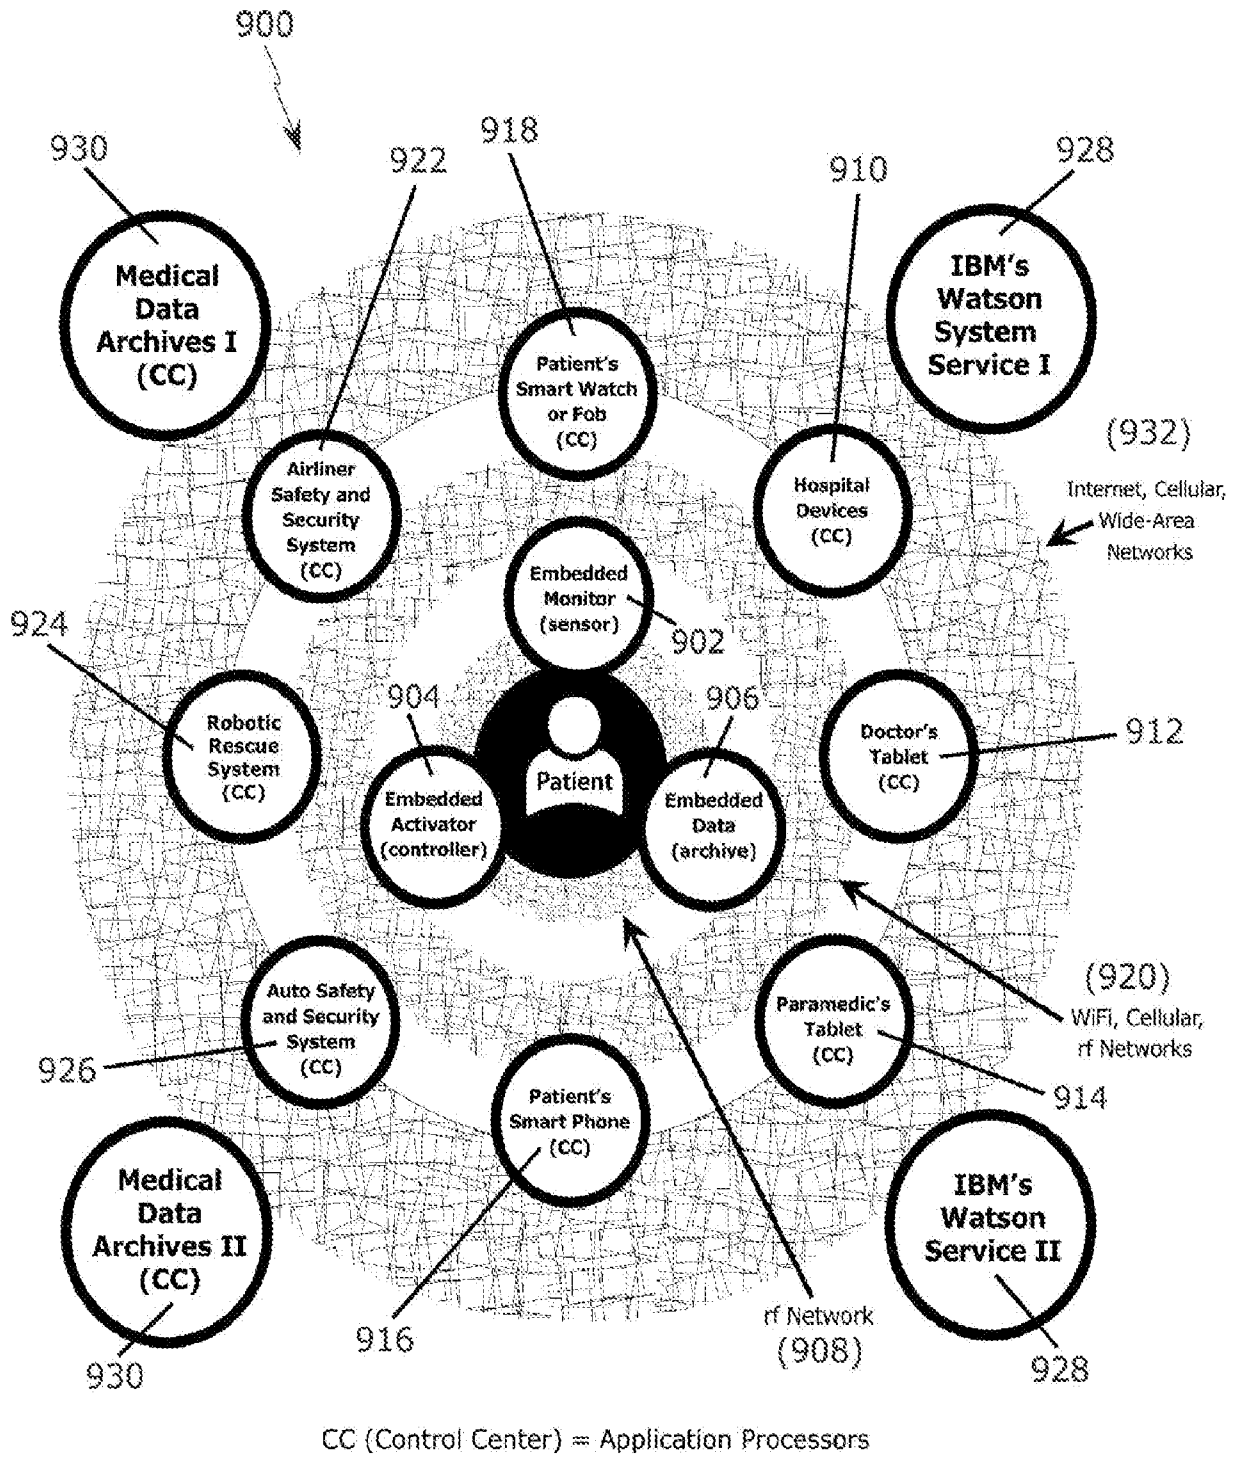 900
930
922
918
910
928
Medical
Data
Archives I
(CC)
IBM's
Watson
System
Service I
Patient's
Smart Watch
or Fob
(CC)
(932)
Internet, Cellular,
Wide-Area
Networks
Airliner
Safety and
Security
System
(CC)
Hospital
Devices
(CC)
Embedded
Monitor
(sensor)
902
924
904
906
Robotic
Rescue
System
(CC)
Patient
Doctor's
Tablet
(CC)
912
Embedded
Activator
(controller)
Embedded
Data
(archive)
(920)
WiFi, Cellular,
rf Networks
Auto Safety
and Security
System
(CC)
926
Paramedic's
Tablet
(CC)
914
Patient's
Smart Phone
(CC)
916
Medical
Data
Archives II
(CC)
930
IBM's
Watson
Service II
928
rf Network
(908)
CC (Control Center) = Application Processors